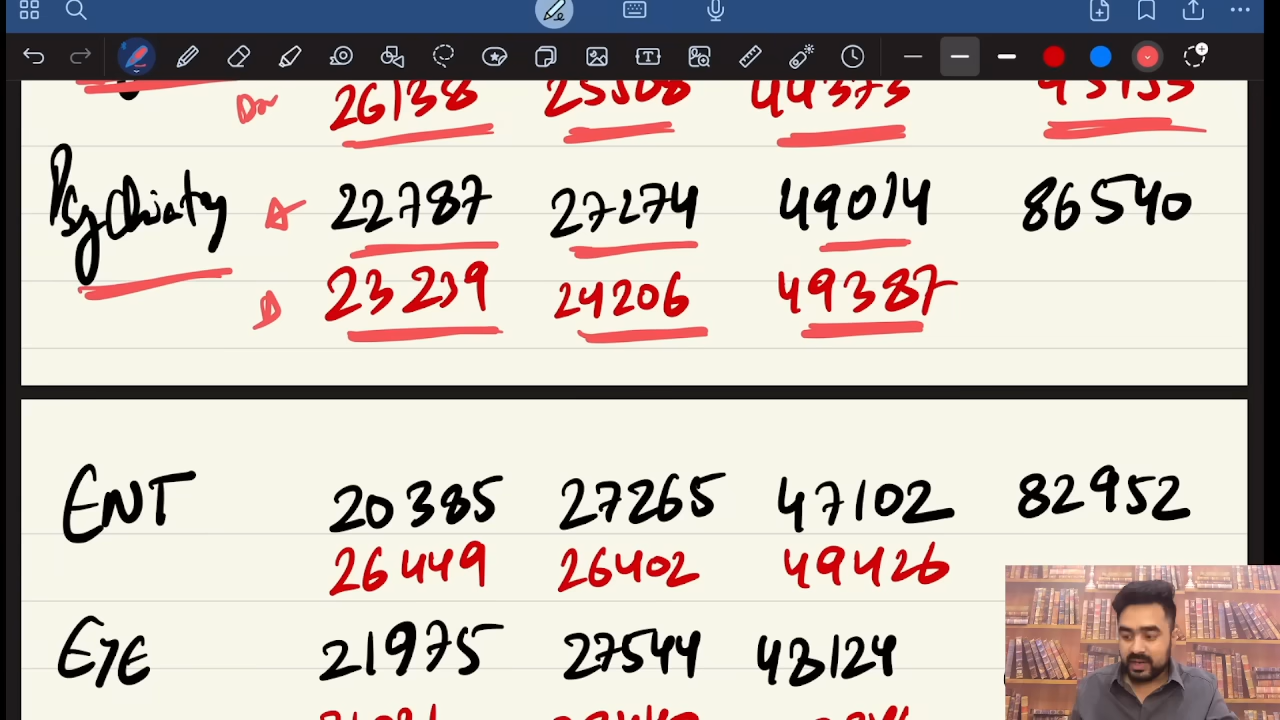 26138 25508 44373
Psychiatry A 22787 27274 49014 86540
D 23239 24206 49387
ENT 20385 27265 47102 82952
26449 26402 49426
EYE 21975 27544 48124